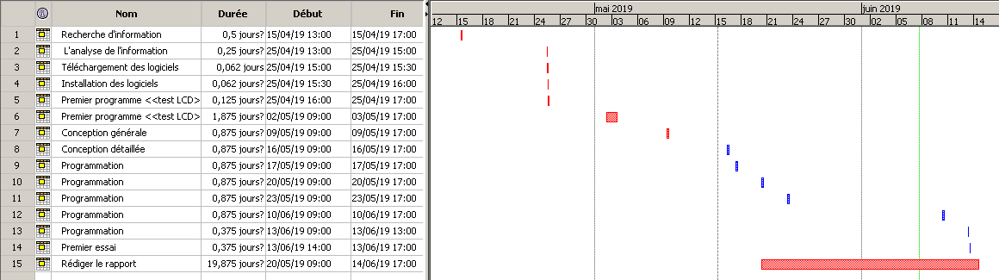 Nom Durée Début Fin
mai 2019 juin 2019
12 15 18 21 24 27 30 03 06 09 12 15 18 21 24 27 30 02 05 08 11 14
1 Recherche d'information 0,5 jours? 15/04/19 13:00 15/04/19 17:00
2 L'analyse de l'information 0,25 jours? 25/04/19 13:00 25/04/19 15:00
3 Téléchargement des logiciels 0,062 jours 25/04/19 15:00 25/04/19 15:30
4 Installation des logiciels 0,062 jours 25/04/19 15:30 25/04/19 16:00
5 Premier programme <<test LCD> 0,125 jours? 25/04/19 16:00 25/04/19 17:00
6 Premier programme <<test LCD> 1,875 jours? 02/05/19 09:00 03/05/19 17:00
7 Conception générale 0,875 jours? 09/05/19 09:00 09/05/19 17:00
8 Conception détaillée 0,875 jours? 16/05/19 09:00 16/05/19 17:00
9 Programmation 0,875 jours? 17/05/19 09:00 17/05/19 17:00
10 Programmation 0,875 jours? 20/05/19 09:00 20/05/19 17:00
11 Programmation 0,875 jours? 23/05/19 09:00 23/05/19 17:00
12 Programmation 0,875 jours? 10/06/19 09:00 10/06/19 17:00
13 Programmation 0,375 jours? 13/06/19 09:00 13/06/19 13:00
14 Premier essai 0,375 jours? 13/06/19 14:00 13/06/19 17:00
15 Rédiger le rapport 19,875 jours? 20/05/19 09:00 14/06/19 17:00